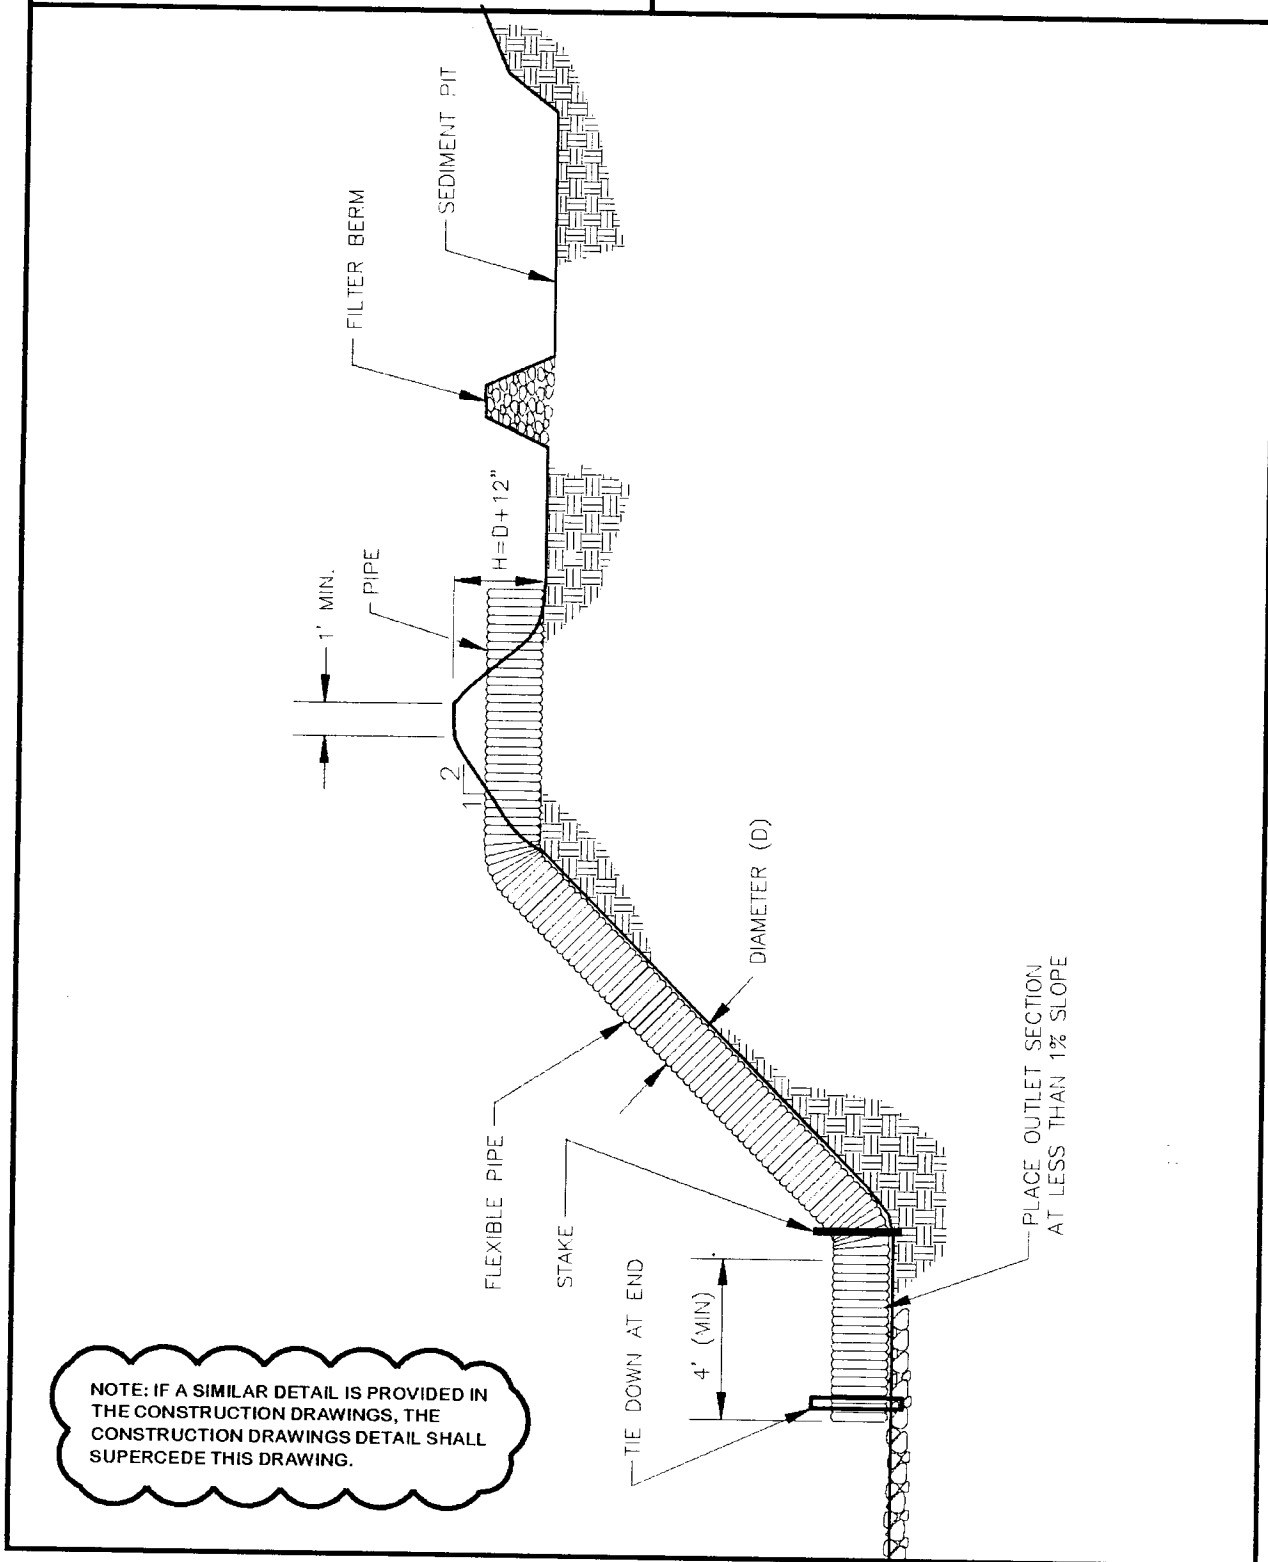 SEDIMENT PIT
FILTER BERM
H=D+12"
PIPE
1' MIN.
2
1
DIAMETER (D)
FLEXIBLE PIPE
STAKE
PLACE OUTLET SECTION
AT LESS THAN 1% SLOPE
4' (MIN)
TIE DOWN AT END
NOTE: IF A SIMILAR DETAIL IS PROVIDED IN
THE CONSTRUCTION DRAWINGS, THE
CONSTRUCTION DRAWINGS DETAIL SHALL
SUPERCEDE THIS DRAWING.